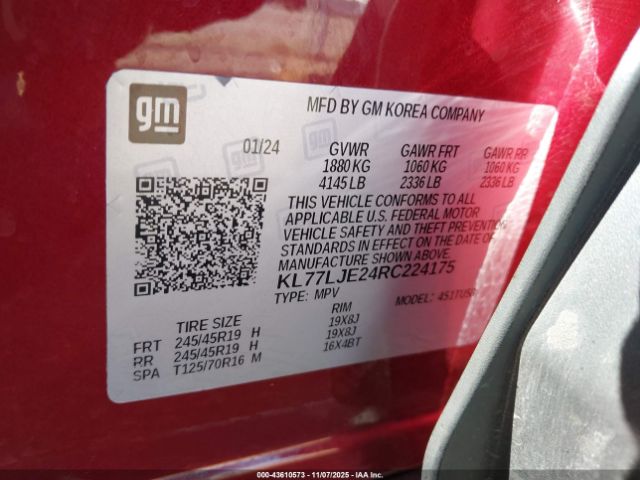 gm
MFD BY GM KOREA COMPANY
01/24
GVWR GAWR FRT GAWR RR
1880 KG 1060 KG 1060 KG
4145 LB 2336 LB 2336 LB
THIS VEHICLE CONFORMS TO ALL
APPLICABLE U.S. FEDERAL MOTOR
VEHICLE SAFETY AND THEFT PREVENTION
STANDARDS IN EFFECT ON THE DATE OF
MANUFACTURE SHOWN ABOVE.
KL77LJE24RC224175
TYPE: MPV MODEL:
TIRE SIZE RIM
FRT 245/45R19 H 19X8J
RR 245/45R19 H 19X8J
SPA T125/70R16 M 16X4BT
000-43610573 - 11/07/2025 - IAA Inc.